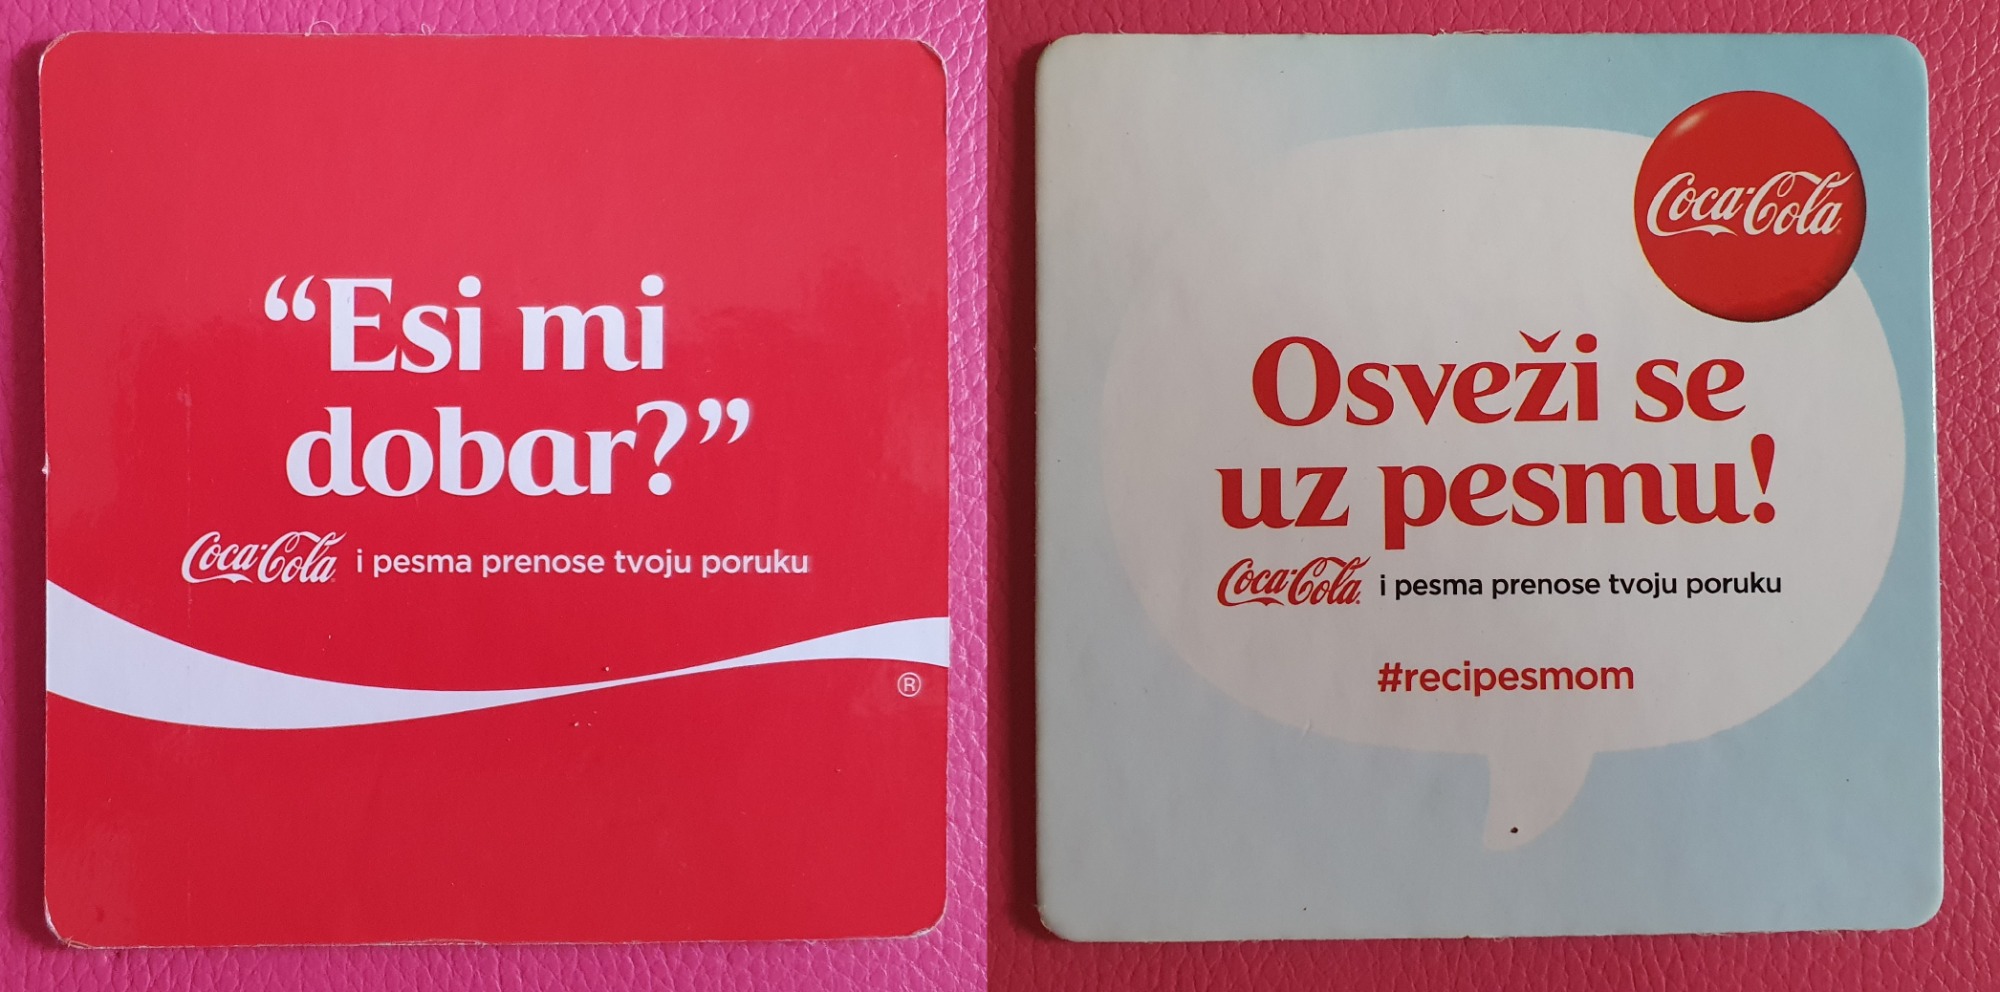 “Esi mi
dobar?”
Coca-Cola i pesma prenose tvoju poruku
®
Coca-Cola
Osveži se
uz pesmu!
Coca-Cola i pesma prenose tvoju poruku
#recipesmom